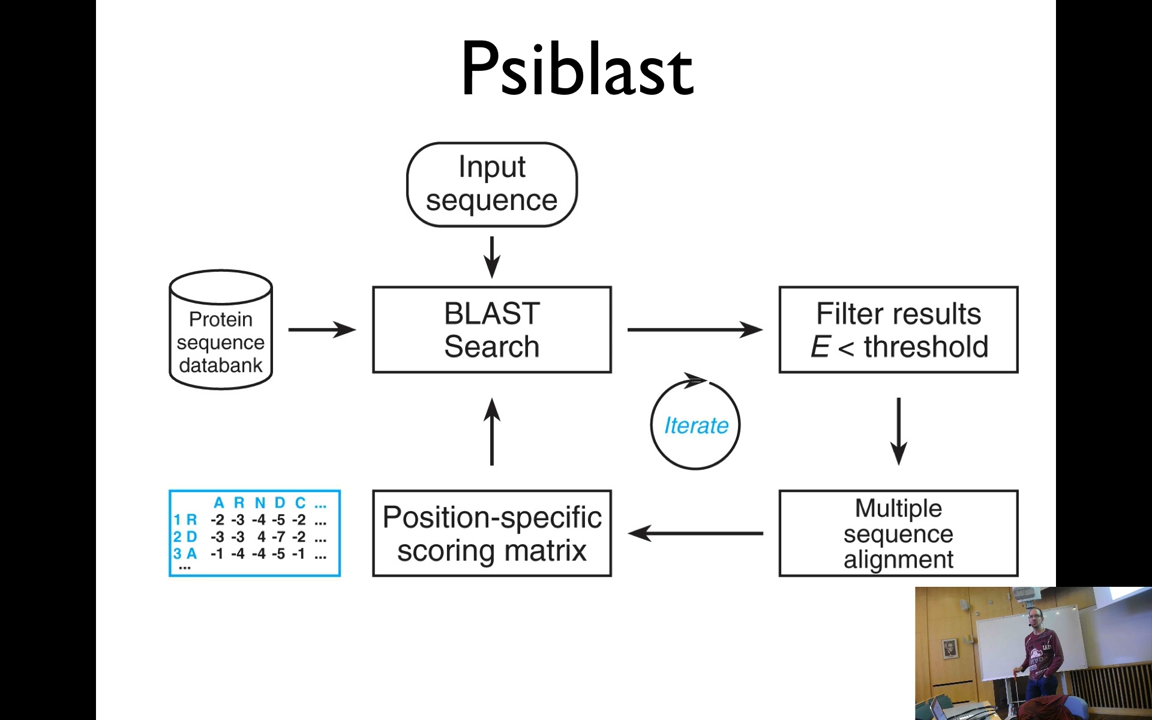 Psiblast
Input
sequence
Protein
sequence
databank
BLAST
Search
Filter results
E < threshold
Iterate
A R N D C ...
1 R -2 -3 -4 -5 -2 ...
2 D -3 -3 4 -7 -2 ...
3 A -1 -4 -4 -5 -1 ...
...
Position-specific
scoring matrix
Multiple
sequence
alignment